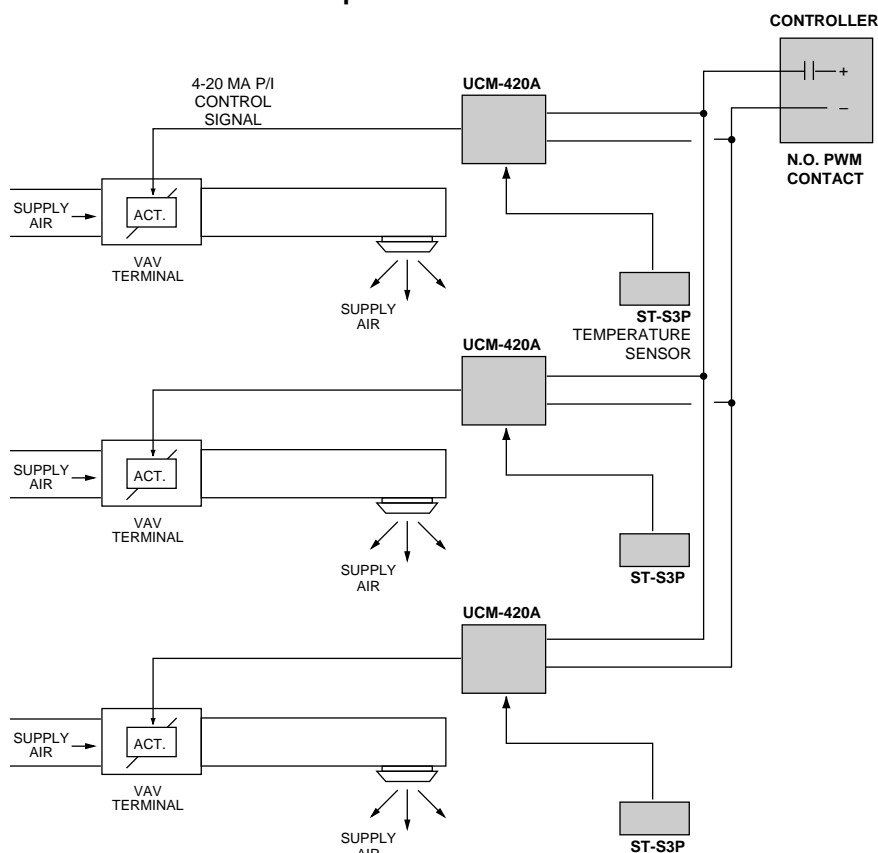 CONTROLLER
+
–
N.O. PWM
CONTACT
4-20 MA P/I
CONTROL
SIGNAL
UCM-420A
SUPPLY
AIR
ACT.
VAV
TERMINAL
SUPPLY
AIR
ST-S3P
TEMPERATURE
SENSOR
UCM-420A
SUPPLY
AIR
ACT.
VAV
TERMINAL
SUPPLY
AIR
ST-S3P
UCM-420A
SUPPLY
AIR
ACT.
VAV
TERMINAL
SUPPLY
AIR
ST-S3P